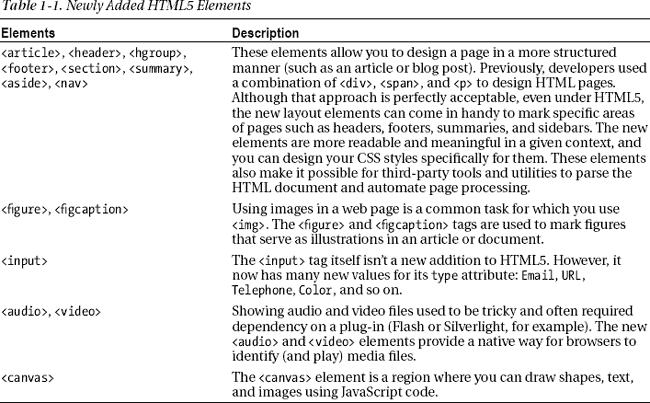 Table 1-1. Newly Added HTML5 Elements
Elements Description
<article>, <header>, <hgroup>, These elements allow you to design a page in a more structured
<footer>, <section>, <summary>, manner (such as an article or blog post). Previously, developers used
<aside>, <nav> a combination of <div>, <span>, and <p> to design HTML pages.
Although that approach is perfectly acceptable, even under HTML5,
the new layout elements can come in handy to mark specific areas
of pages such as headers, footers, summaries, and sidebars. The new
elements are more readable and meaningful in a given context, and
you can design your CSS styles specifically for them. These elements
also make it possible for third-party tools and utilities to parse the
HTML document and automate page processing.
<figure>, <figcaption> Using images in a web page is a common task for which you use
<img>. The <figure> and <figcaption> tags are used to mark figures
that serve as illustrations in an article or document.
<input> The <input> tag itself isn't a new addition to HTML5. However, it
now has many new values for its type attribute: Email, URL,
Telephone, Color, and so on.
<audio>, <video> Showing audio and video files used to be tricky and often required
dependency on a plug-in (Flash or Silverlight, for example). The new
<audio> and <video> elements provide a native way for browsers to
identify (and play) media files.
<canvas> The <canvas> element is a region where you can draw shapes, text,
and images using JavaScript code.